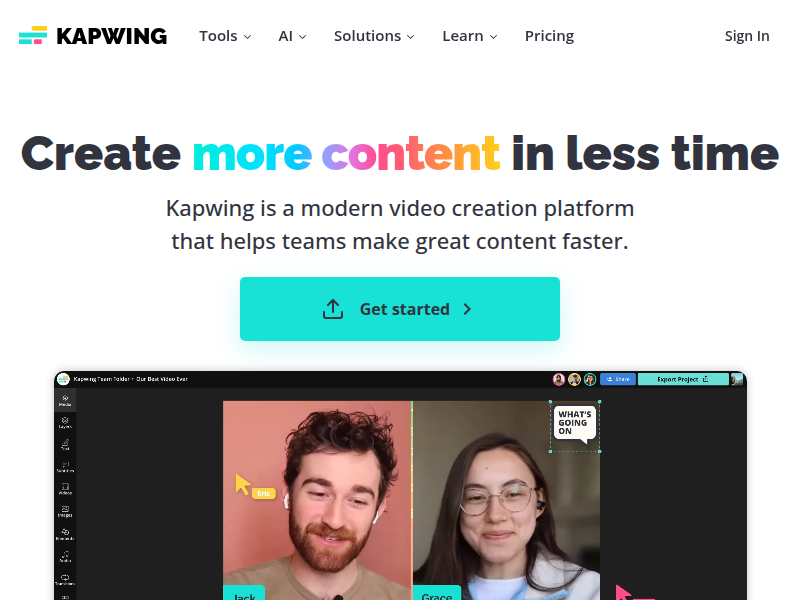 KAPWING
Tools
AI
Solutions
Learn
Pricing
Sign In
Create more content in less time
Kapwing is a modern video creation platform
that helps teams make great content faster.
Get started
Kapwing Team Folder › Our Best Video Ever
Share
Export Project
Media
Layers
Text
Subtitles
Videos
Images
Elements
Audio
Transitions
WHAT'S
GOING
ON
Eric
Jack
Grace